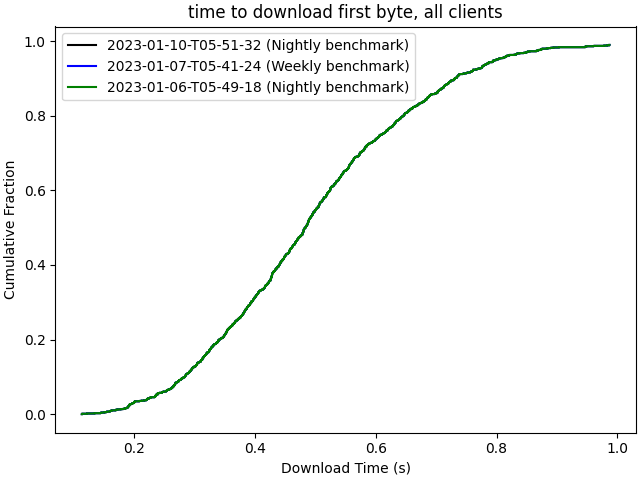 time to download first byte, all clients
2023-01-10-T05-51-32 (Nightly benchmark)
2023-01-07-T05-41-24 (Weekly benchmark)
2023-01-06-T05-49-18 (Nightly benchmark)
Cumulative Fraction
1.0
0.8
0.6
0.4
0.2
0.0
0.2 0.4 0.6 0.8 1.0
Download Time (s)